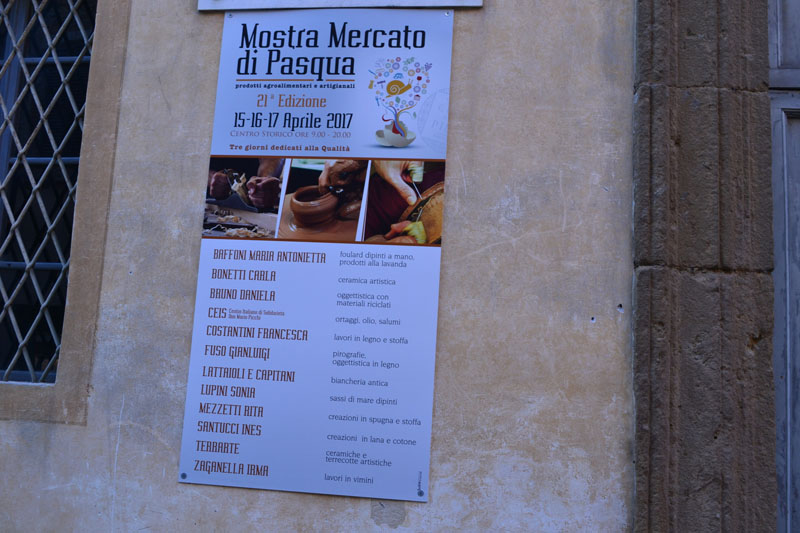 Mostra Mercato
di Pasqua
prodotti agroalimentari e artigianali
21ª Edizione
15-16-17 Aprile 2017
CENTRO STORICO ORE 9.00 - 20.00
Tre giorni dedicati alla Qualità
BAFFONI MARIA ANTONIETTA foulard dipinti a mano,
prodotti alla lavanda
BONETTI CARLA ceramica artistica
BRUNO DANIELA oggettistica con
materiali riciclati
CEIS Centro Italiano di Solidarietà
Don Mario Picchi
ortaggi, olio, salumi
COSTANTINI FRANCESCA lavori in legno e stoffa
FUSO GIANLUIGI pirografie,
oggettistica in legno
LATTAIOLI E CAPITANI biancheria antica
LUPINI SONIA sassi di mare dipinti
MEZZETTI RITA creazioni in spugna e stoffa
SANTUCCI INES creazioni in lana e cotone
TERRARTE ceramiche e
terrecotte artistiche
ZAGANELLA IRMA lavori in vimini